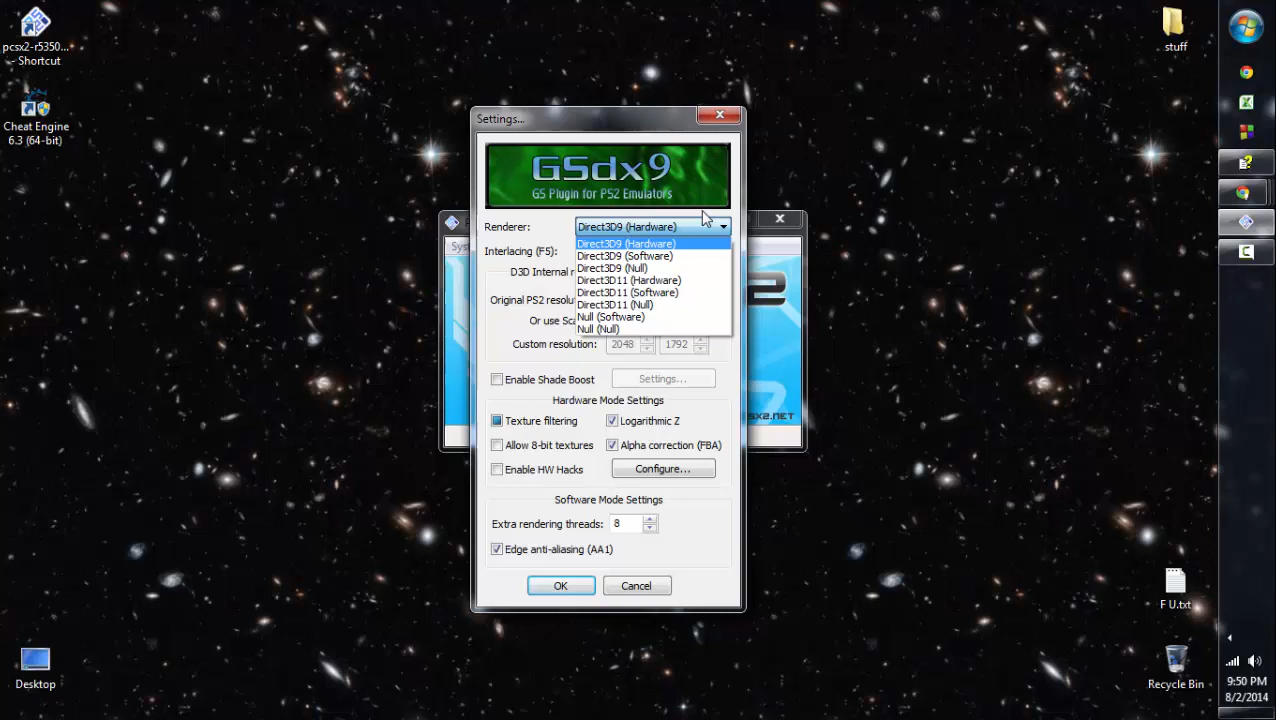 pcsx2-r5350...
- Shortcut
Cheat Engine
6.3 (64-bit)
stuff
Settings...
GSdx9
GS Plugin for PS2 Emulators
Renderer:
Direct3D9 (Hardware)
Direct3D9 (Hardware)
Direct3D9 (Software)
Direct3D9 (Null)
Direct3D11 (Hardware)
Direct3D11 (Software)
Direct3D11 (Null)
Null (Software)
Null (Null)
Interlacing (F5):
D3D Internal
Original PS2
Or use
Custom resolution:
2048
1792
Enable Shade Boost
Settings...
Hardware Mode Settings
Texture filtering
Logarithmic Z
Allow 8-bit textures
Alpha correction (FBA)
Enable HW Hacks
Configure...
Software Mode Settings
Extra rendering threads:
8
Edge anti-aliasing (AA1)
OK
Cancel
2
F U.txt
Desktop
Recycle Bin
9:50 PM
8/2/2014